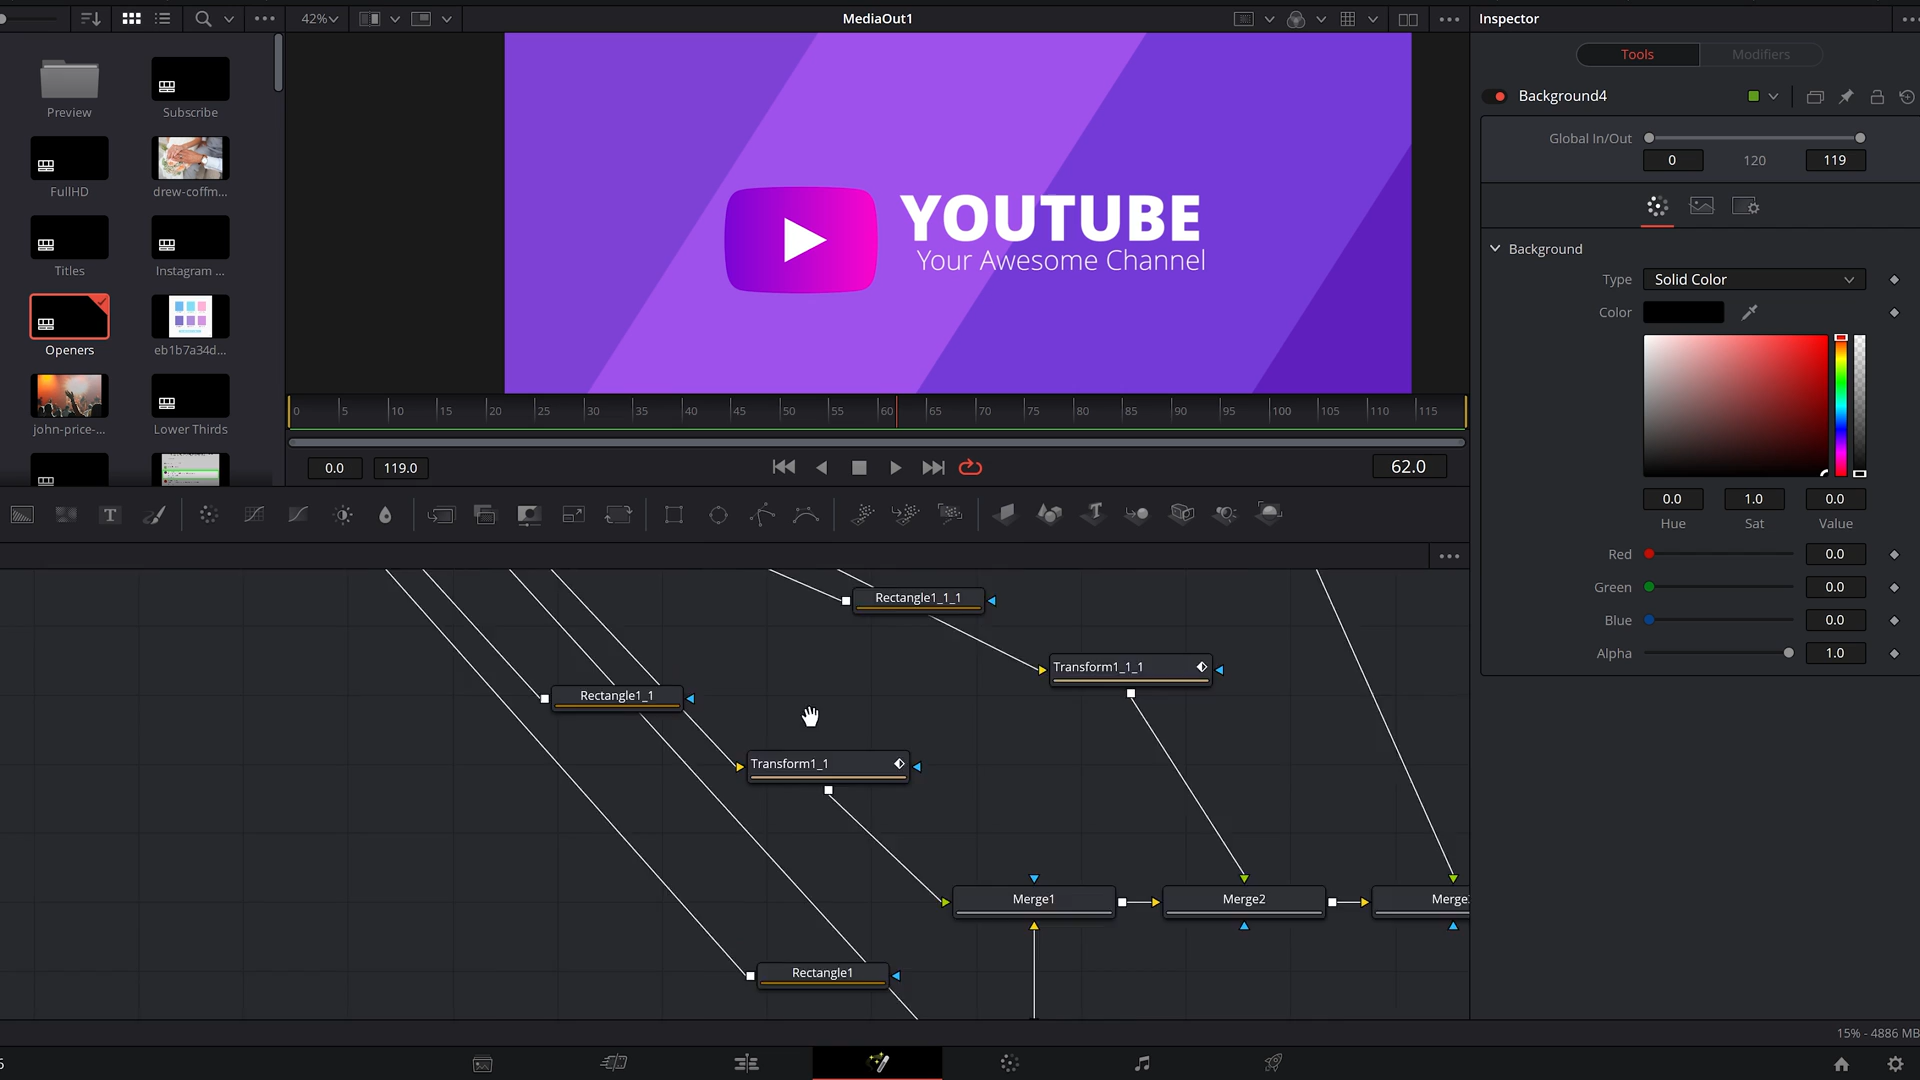 42%
MediaOut1
Inspector
Tools
Modifiers
Preview
Subscribe
Background4
FullHD
drew-coffm...
Global In/Out
0
120
119
Titles
Instagram ...
YOUTUBE
Your Awesome Channel
Background
Type
Solid Color
Color
Openers
eb1b7a34d...
john-price-...
Lower Thirds
0 5 10 15 20 25 30 35 40 45 50 55 60 65 70 75 80 85 90 95 100 105 110 115
0.0
119.0
62.0
0.0
1.0
0.0
Hue
Sat
Value
Red
0.0
Green
0.0
Blue
0.0
Alpha
1.0
Rectangle1_1_1
Transform1_1_1
Rectangle1_1
Transform1_1
Merge1
Merge2
Merge
Rectangle1
15% - 4886 MB